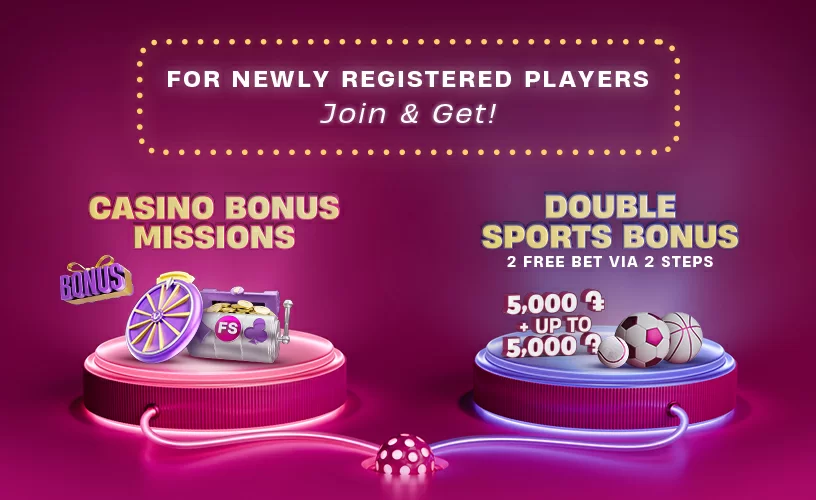 FOR NEWLY REGISTERED PLAYERS
Join & Get!
CASINO BONUS
MISSIONS
BONUS
FS
DOUBLE
SPORTS BONUS
2 FREE BET VIA 2 STEPS
5,000 ֏
+ UP TO
5,000 ֏